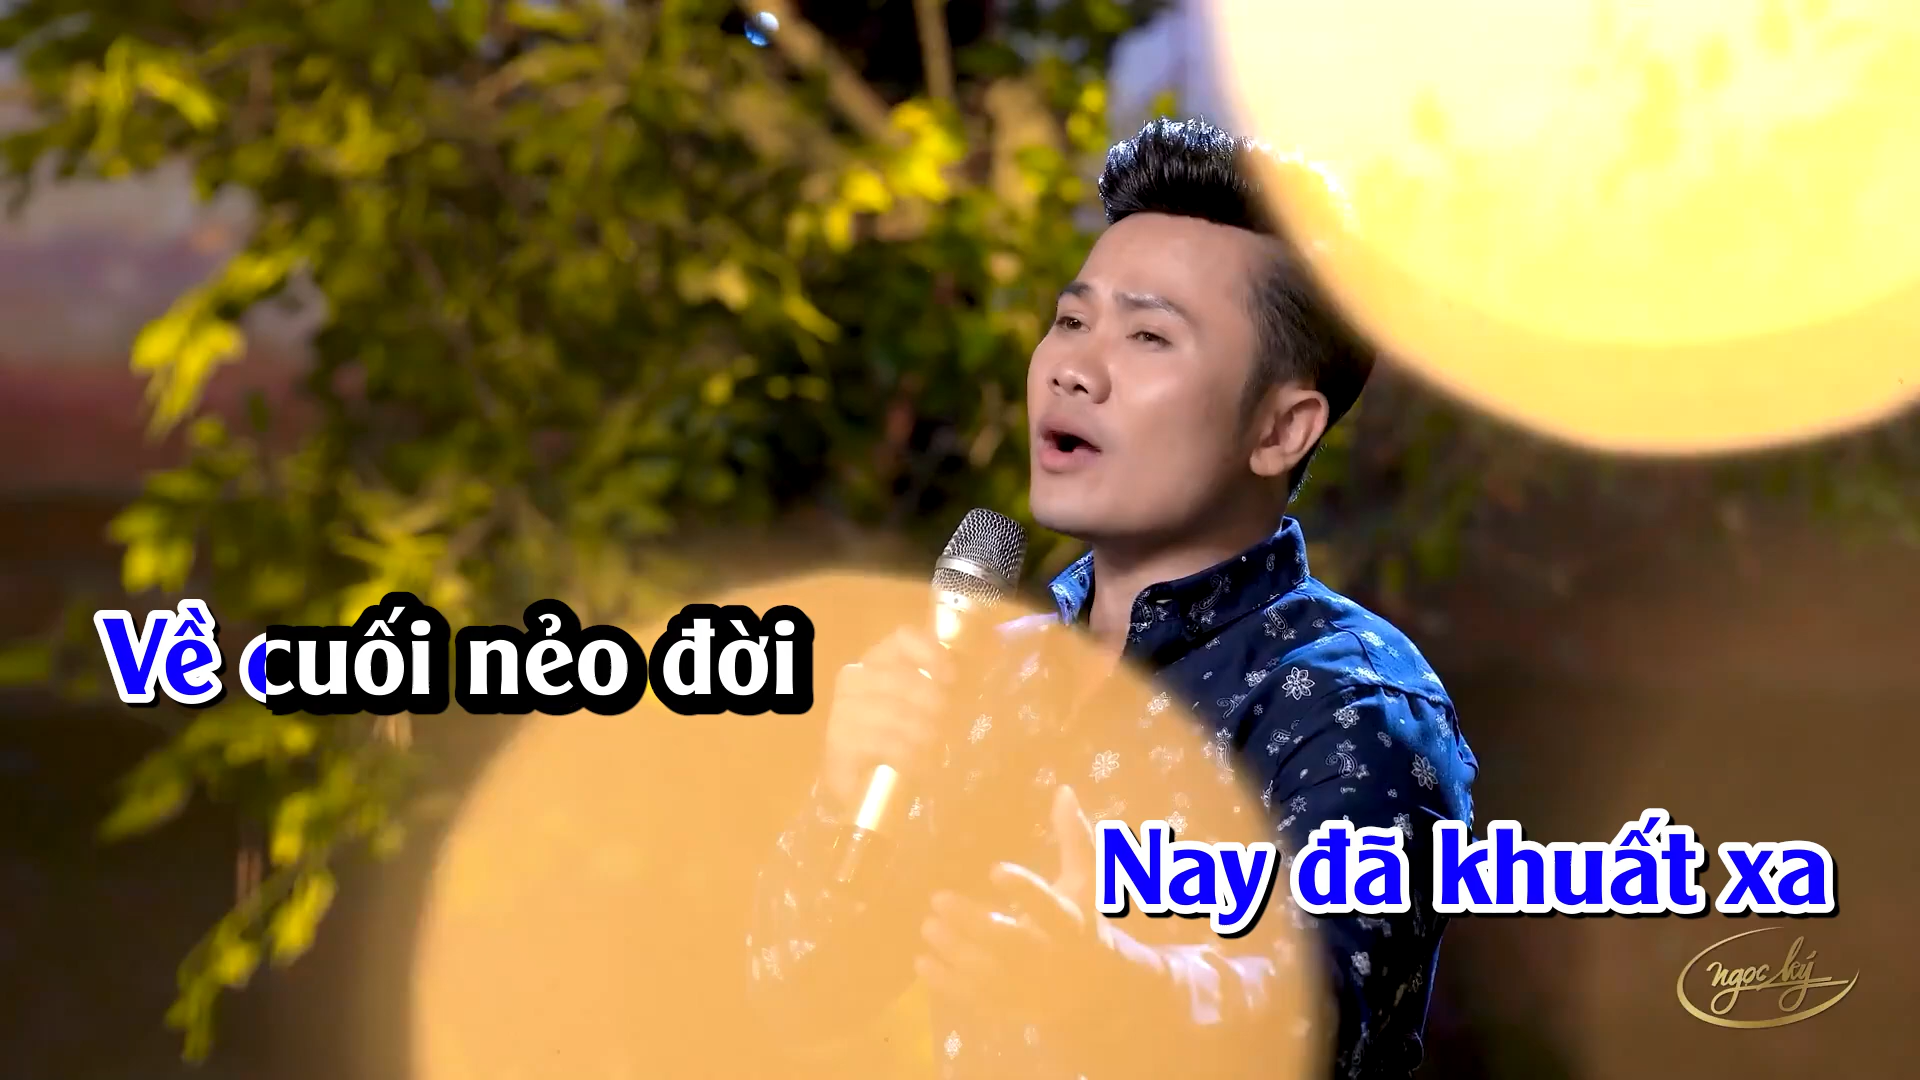 Về cuối nẻo đời
Nay đã khuất xa
ngọc ký